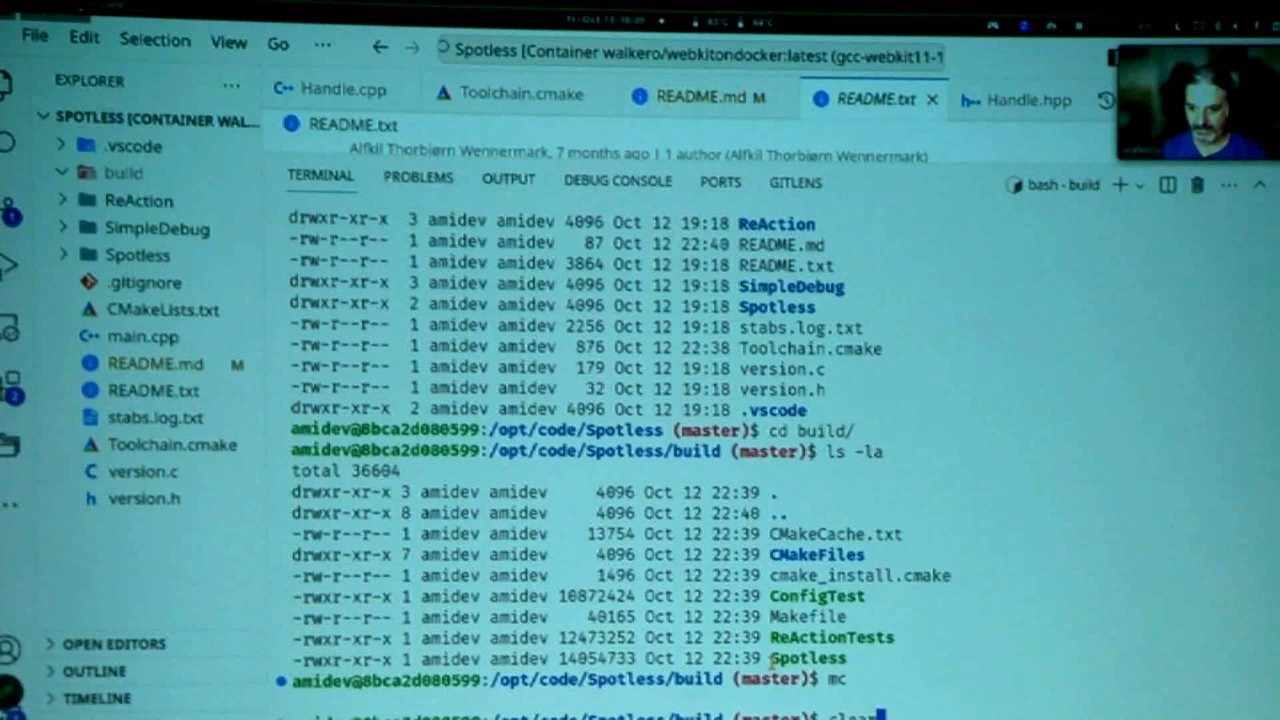 File Edit Selection View Go ··· ← → Spotless [Container walkero/webkitondocker:latest (gcc-webkit11-1
EXPLORER ···
Handle.cpp Toolchain.cmake README.md M README.txt × Handle.hpp
SPOTLESS [CONTAINER WAL...
.vscode
build
ReAction
SimpleDebug
Spotless
.gitignore
CMakeLists.txt
main.cpp
README.md M
README.txt
stabs.log.txt
Toolchain.cmake
version.c
version.h
OPEN EDITORS
OUTLINE
TIMELINE
README.txt
Alfkil Thorbjørn Wennermark, 7 months ago | 1 author (Alfkil Thorbjørn Wennermark)
TERMINAL PROBLEMS OUTPUT DEBUG CONSOLE PORTS GITLENS bash - build
drwxr-xr-x 3 amidev amidev 4096 Oct 12 19:18 ReAction
-rw-r--r-- 1 amidev amidev 87 Oct 12 22:40 README.md
-rw-r--r-- 1 amidev amidev 3864 Oct 12 19:18 README.txt
drwxr-xr-x 3 amidev amidev 4096 Oct 12 19:18 SimpleDebug
drwxr-xr-x 2 amidev amidev 4096 Oct 12 19:18 Spotless
-rw-r--r-- 1 amidev amidev 2256 Oct 12 19:18 stabs.log.txt
-rw-r--r-- 1 amidev amidev 876 Oct 12 22:38 Toolchain.cmake
-rw-r--r-- 1 amidev amidev 179 Oct 12 19:18 version.c
-rw-r--r-- 1 amidev amidev 32 Oct 12 19:18 version.h
drwxr-xr-x 2 amidev amidev 4096 Oct 12 19:18 .vscode
amidev@8bca2d080599:/opt/code/Spotless (master)$ cd build/
amidev@8bca2d080599:/opt/code/Spotless/build (master)$ ls -la
total 36604
drwxr-xr-x 3 amidev amidev 4096 Oct 12 22:39 .
drwxr-xr-x 8 amidev amidev 4096 Oct 12 22:40 ..
-rw-r--r-- 1 amidev amidev 13754 Oct 12 22:39 CMakeCache.txt
drwxr-xr-x 7 amidev amidev 4096 Oct 12 22:39 CMakeFiles
-rw-r--r-- 1 amidev amidev 1496 Oct 12 22:39 cmake_install.cmake
-rwxr-xr-x 1 amidev amidev 10872424 Oct 12 22:39 ConfigTest
-rw-r--r-- 1 amidev amidev 40165 Oct 12 22:39 Makefile
-rwxr-xr-x 1 amidev amidev 12473252 Oct 12 22:39 ReActionTests
-rwxr-xr-x 1 amidev amidev 14054733 Oct 12 22:39 Spotless
amidev@8bca2d080599:/opt/code/Spotless/build (master)$ mc
amidev@8bca2d080599:/opt/code/Spotless/build (master)$ clear